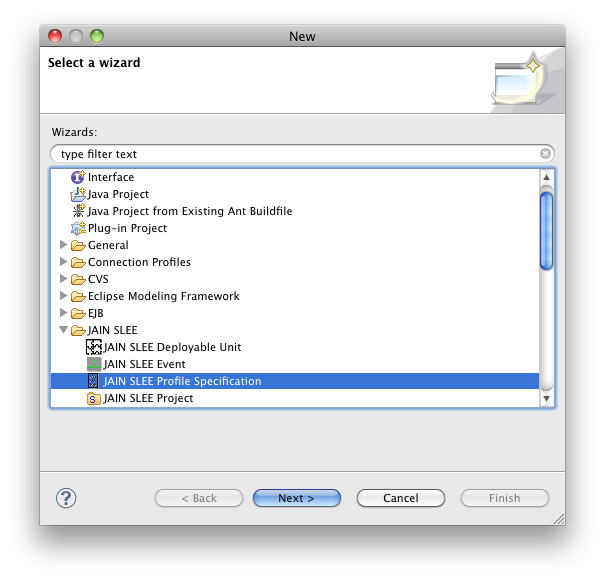 New
Select a wizard
Wizards:
type filter text
Interface
Java Project
Java Project from Existing Ant Buildfile
Plug-in Project
General
Connection Profiles
CVS
Eclipse Modeling Framework
EJB
JAIN SLEE
JAIN SLEE Deployable Unit
JAIN SLEE Event
JAIN SLEE Profile Specification
JAIN SLEE Project
? < Back Next > Cancel Finish